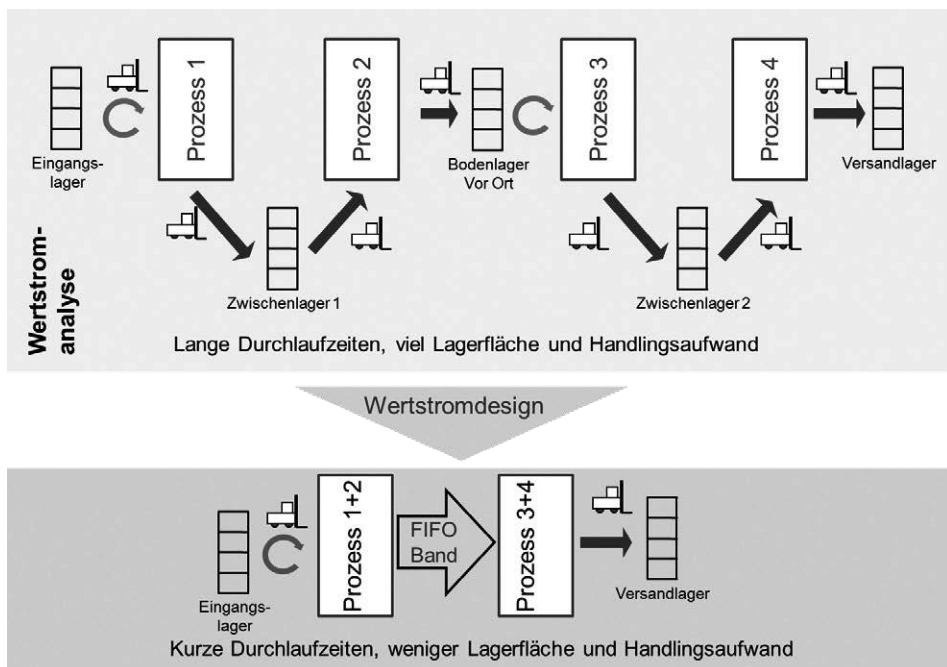 Prozess 1
Prozess 2
Prozess 3
Prozess 4
Eingangs-
lager
Bodenlager
Vor Ort
Versandlager
Zwischenlager 1
Zwischenlager 2
Wertstrom-
analyse
Lange Durchlaufzeiten, viel Lagerfläche und Handlingsaufwand
Wertstromdesign
Prozess 1+2
FIFO
Band
Prozess 3+4
Eingangs-
lager
Versandlager
Kurze Durchlaufzeiten, weniger Lagerfläche und Handlingsaufwand